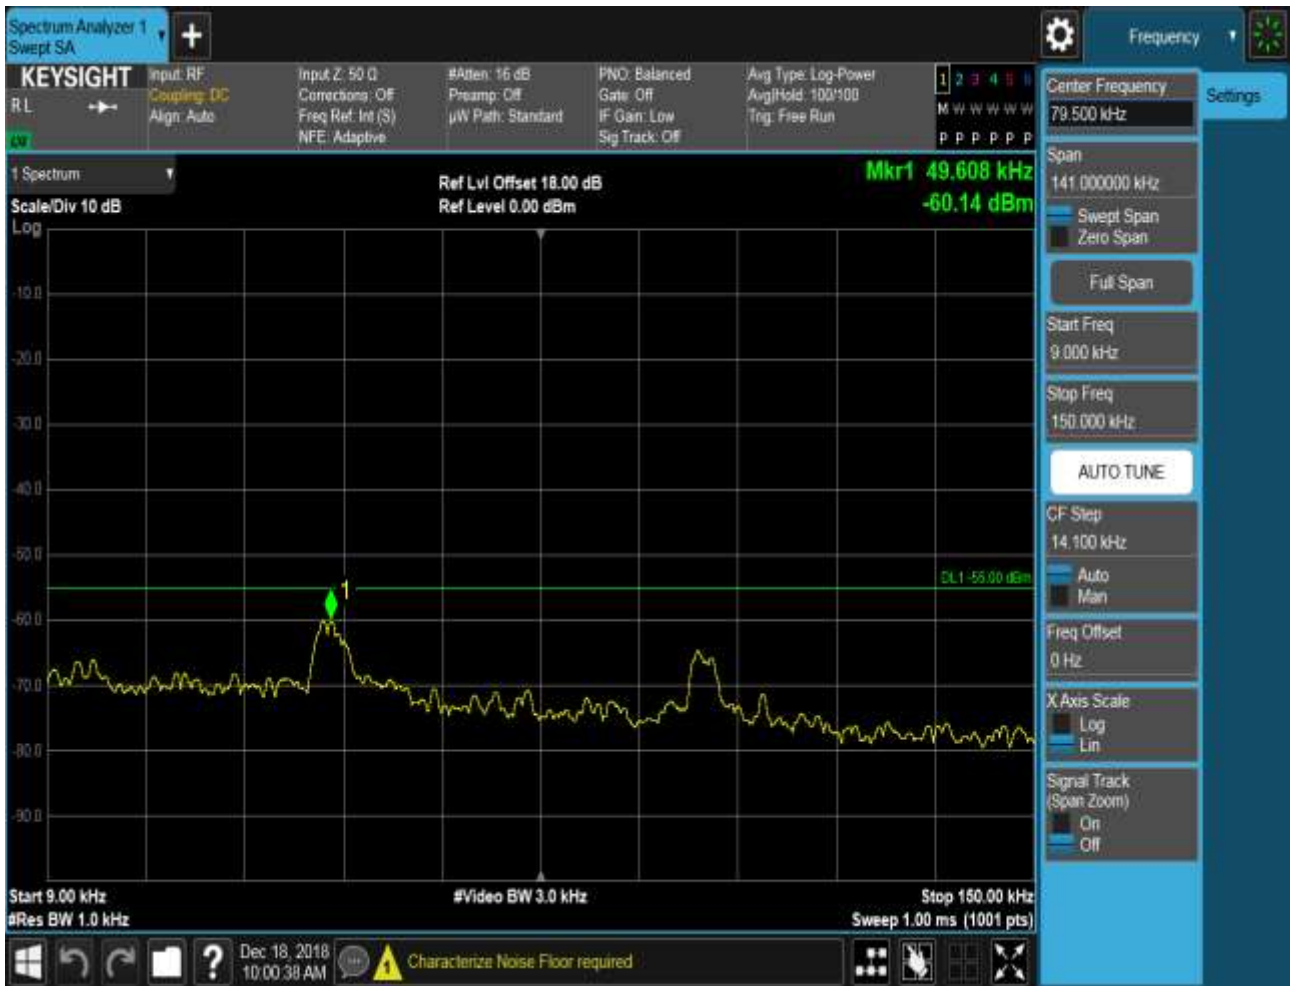 Spectrum Analyzer 1
Swept SA
+
Frequency
KEYSIGHT
RL
Input: RF
Coupling: DC
Align: Auto
Input Z: 50 Ω
Corrections: Off
Freq Ref: Int (S)
NFE: Adaptive
#Atten: 16 dB
Preamp: Off
µW Path: Standard
PNO: Balanced
Gate: Off
IF Gain: Low
Sig Track: Off
Avg Type: Log-Power
Avg|Hold: 100/100
Trig: Free Run
1 2 3 4 5 6
M W W W W W
P P P P P P
1 Spectrum
Scale/Div 10 dB
Ref Lvl Offset 18.00 dB
Ref Level 0.00 dBm
Mkr1 49.608 kHz
-60.14 dBm
Log
-10.0
-20.0
-30.0
-40.0
-50.0
-60.0
-70.0
-80.0
-90.0
1
DL1 -55.00 dBm
Start 9.00 kHz
#Video BW 3.0 kHz
Stop 150.00 kHz
#Res BW 1.0 kHz
Sweep 1.00 ms (1001 pts)
Center Frequency
79.500 kHz
Settings
Span
141.000000 kHz
Swept Span
Zero Span
Full Span
Start Freq
9.000 kHz
Stop Freq
150.000 kHz
AUTO TUNE
CF Step
14.100 kHz
Auto
Man
Freq Offset
0 Hz
X Axis Scale
Log
Lin
Signal Track
(Span Zoom)
On
Off
?
Dec 18, 2018
10:00:38 AM
1
Characterize Noise Floor required